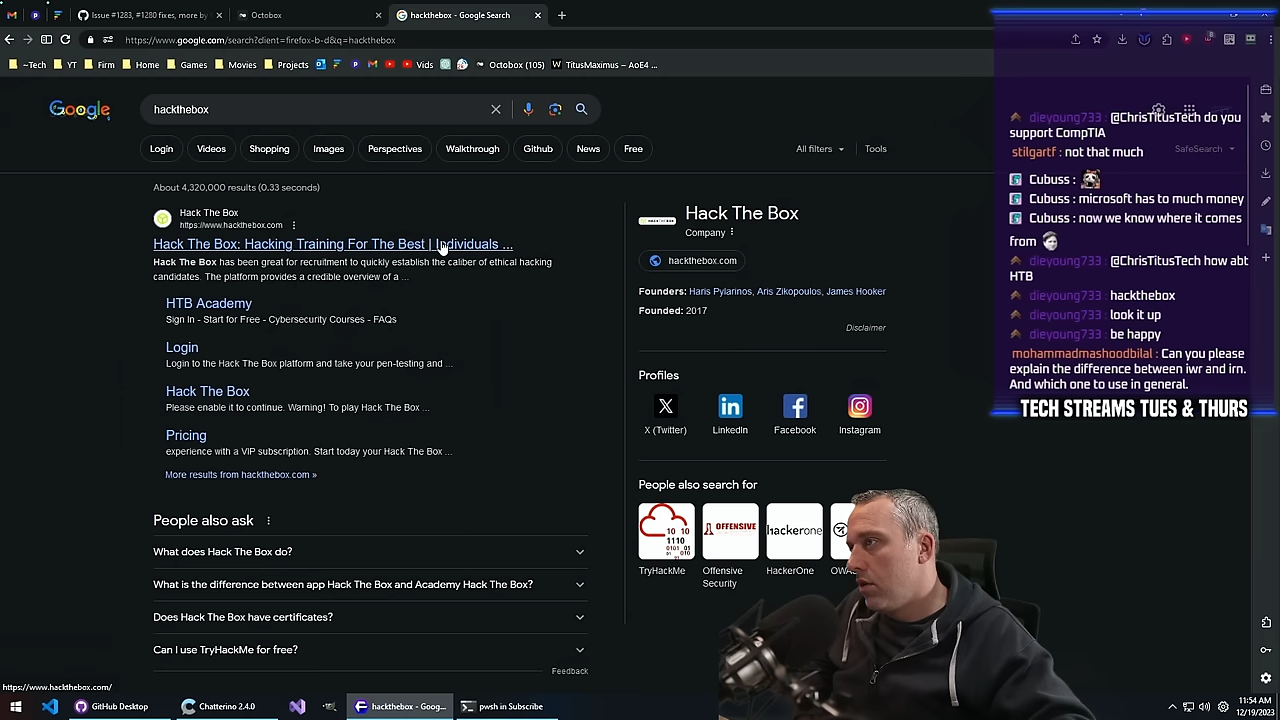 Issue #1283, #1280 fixes, more by
Octobox
hackthebox - Google Search
https://www.google.com/search?client=firefox-b-d&q=hackthebox
~Tech
YT
Firm
Home
Games
Movies
Projects
Vids
Octobox (105)
TitusMaximus ~ AoE4 ...
Google
hackthebox
Login
Videos
Shopping
Images
Perspectives
Walkthrough
Github
News
Free
All filters
Tools
SafeSearch
About 4,320,000 results (0.33 seconds)
Hack The Box
https://www.hackthebox.com
Hack The Box: Hacking Training For The Best | Individuals ...
Hack The Box has been great for recruitment to quickly establish the caliber of ethical hacking
candidates. The platform provides a credible overview of a ...
HTB Academy
Sign In - Start for Free - Cybersecurity Courses - FAQs
Login
Login to the Hack The Box platform and take your pen-testing and ...
Hack The Box
Please enable it to continue. Warning! To play Hack The Box ...
Pricing
experience with a VIP subscription. Start today your Hack The Box ...
More results from hackthebox.com »
People also ask
What does Hack The Box do?
What is the difference between app Hack The Box and Academy Hack The Box?
Does Hack The Box have certificates?
Can I use TryHackMe for free?
Feedback
Hack The Box
Company
hackthebox.com
Founders: Haris Pylarinos, Aris Zikopoulos, James Hooker
Founded: 2017
Disclaimer
Profiles
X (Twitter)
LinkedIn
Facebook
Instagram
People also search for
OFFENSIVE
hackerone
TryHackMe
Offensive
Security
HackerOne
OWA
dieyoung733 : @ChrisTitusTech do you
support CompTIA
stilgartf : not that much
Cubuss :
Cubuss : microsoft has to much money
Cubuss : now we know where it comes
from
dieyoung733 : @ChrisTitusTech how abt
HTB
dieyoung733 : hackthebox
dieyoung733 : look it up
dieyoung733 : be happy
mohammadmashoodbilal : Can you please
explain the difference between iwr and irn.
And which one to use in general.
TECH STREAMS TUES & THURS
https://www.hackthebox.com/
GitHub Desktop
Chatterino 2.4.0
hackthebox - Goog...
pwsh in Subscribe
11:54 AM
12/19/2023